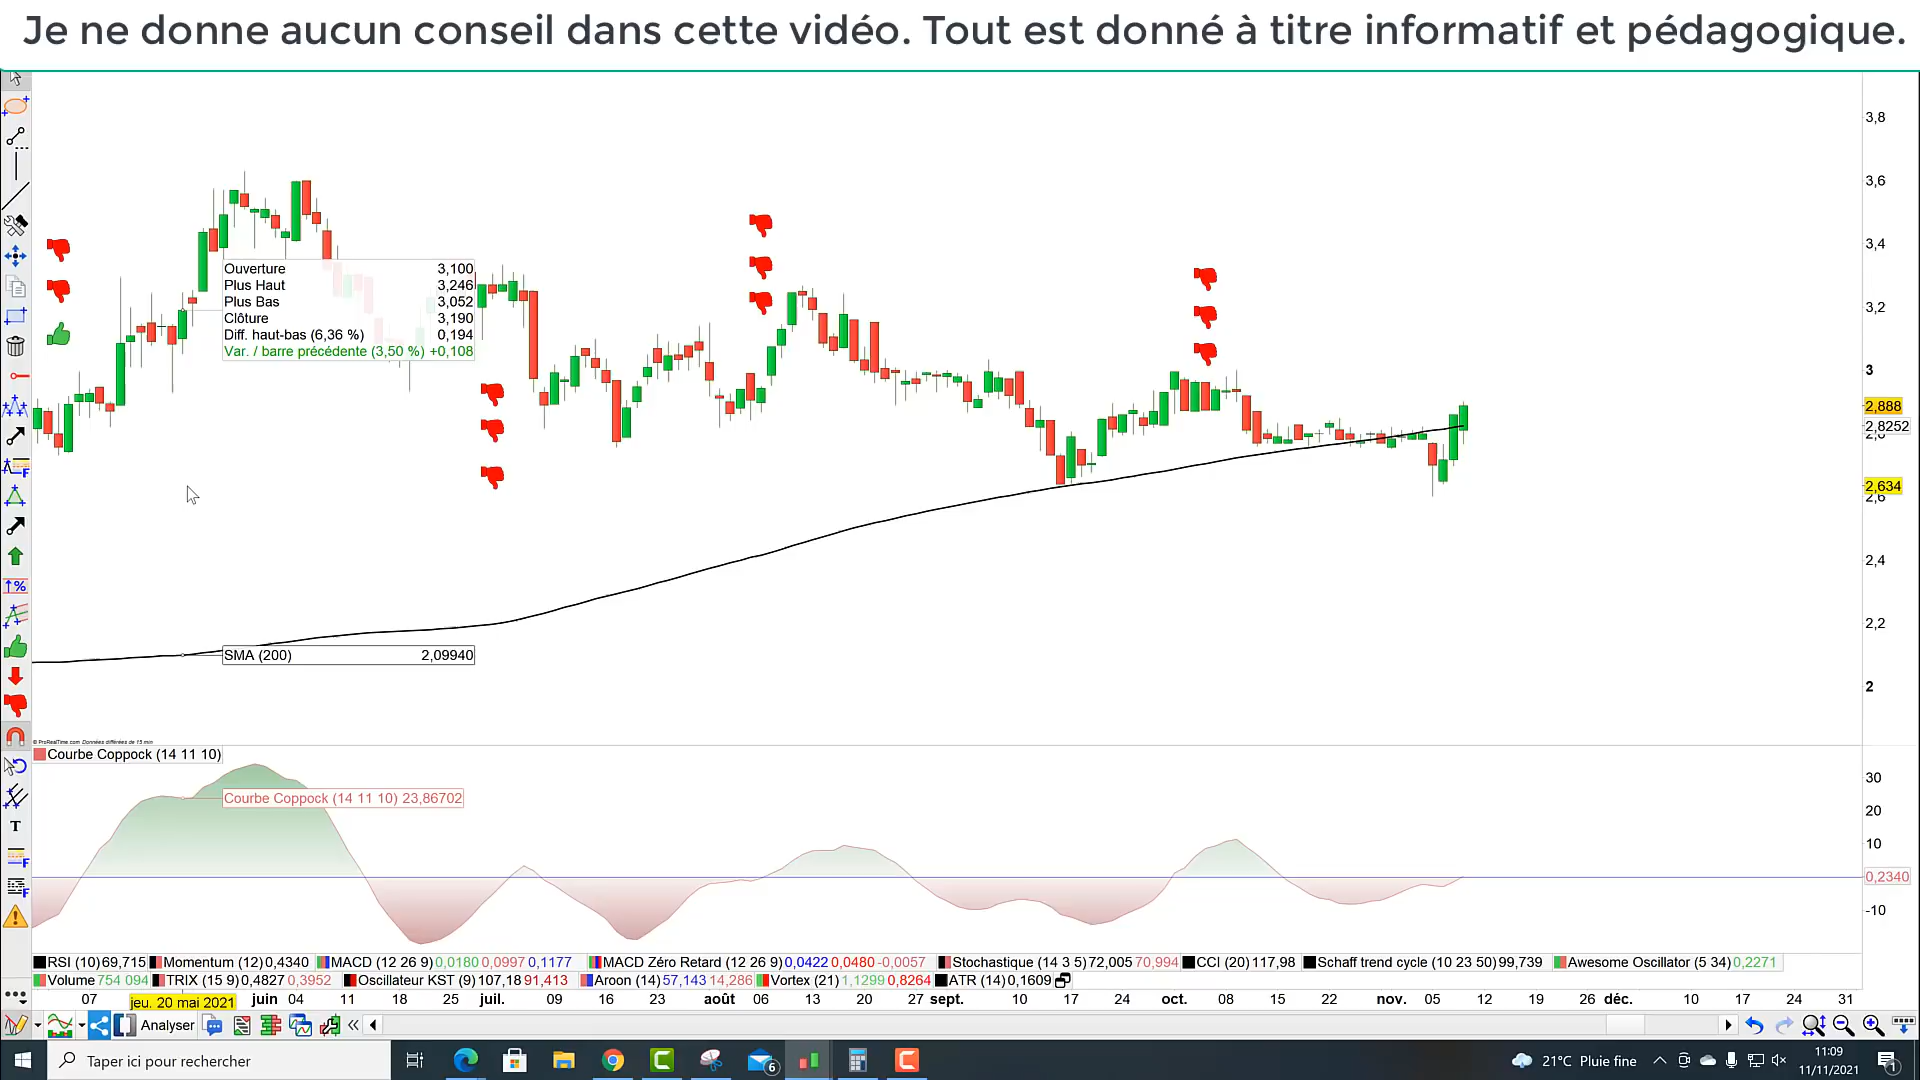 Je ne donne aucun conseil dans cette vidéo. Tout est donné à titre informatif et pédagogique.
3,8
3,6
3,4
3,2
3
2,888
2,8252
2,634
2,6
2,4
2,2
2
Ouverture 3,100
Plus Haut 3,246
Plus Bas 3,052
Clôture 3,190
Diff. haut-bas (6,36 %) 0,194
Var. / barre précédente (3,50 %) +0,108
SMA (200) 2,09940
© ProRealTime.com Données différées de 15 min
Courbe Coppock (14 11 10)
Courbe Coppock (14 11 10) 23,86702
30
20
10
0,2340
-10
RSI (10) 69,715 Momentum (12) 0,4340 MACD (12 26 9) 0,0180 0,0997 0,1177 MACD Zéro Retard (12 26 9) 0,0422 0,0480 -0,0057 Stochastique (14 3 5) 72,005 70,994 CCI (20) 117,98 Schaff trend cycle (10 23 50) 99,739 Awesome Oscillator (5 34) 0,2271
Volume 754 094 TRIX (15 9) 0,4827 0,3952 Oscillateur KST (9) 107,18 91,413 Aroon (14) 57,143 14,286 Vortex (21) 1,1299 0,8264 ATR (14) 0,1609
07 jeu. 20 mai 2021 juin 04 11 18 25 juil. 09 16 23 août 06 13 20 27 sept. 10 17 24 oct. 08 15 22 nov. 05 12 19 26 déc. 10 17 24 31
Analyser
Taper ici pour rechercher
6
21°C Pluie fine
11:09
11/11/2021
1